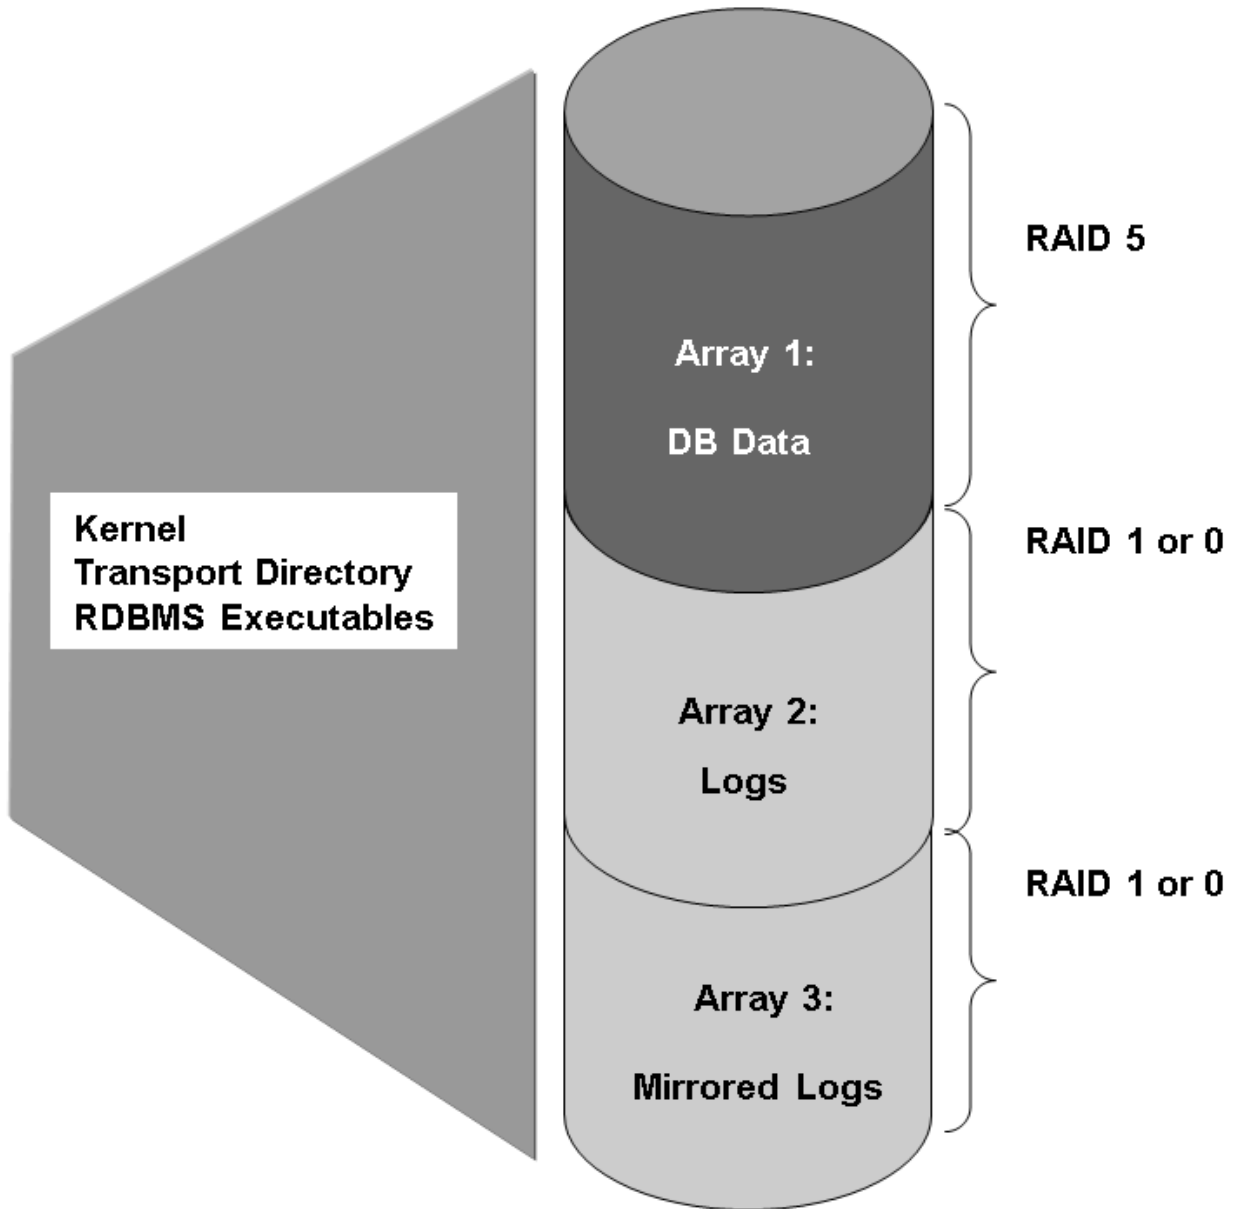 Kernel
Transport Directory
RDBMS Executables
Array 1:
DB Data
Array 2:
Logs
Array 3:
Mirrored Logs
RAID 5
RAID 1 or 0
RAID 1 or 0